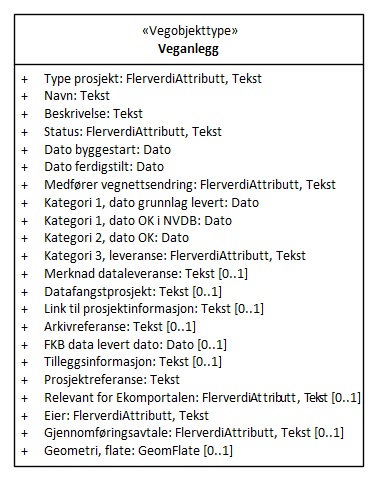 «Vegobjekttype»
Veganlegg
+ Type prosjekt: FlerverdiAttributt, Tekst
+ Navn: Tekst
+ Beskrivelse: Tekst
+ Status: FlerverdiAttributt, Tekst
+ Dato byggestart: Dato
+ Dato ferdigstilt: Dato
+ Medfører vegnettsendring: FlerverdiAttributt, Tekst
+ Kategori 1, dato grunnlag levert: Dato
+ Kategori 1, dato OK i NVDB: Dato
+ Kategori 2, dato OK: Dato
+ Kategori 3, leveranse: FlerverdiAttributt, Tekst
+ Merknad dataleveranse: Tekst [0..1]
+ Datafangstprosjekt: Tekst [0..1]
+ Link til prosjektinformasjon: Tekst [0..1]
+ Arkivreferanse: Tekst [0..1]
+ FKB data levert dato: Dato [0..1]
+ Tilleggsinformasjon: Tekst [0..1]
+ Prosjektreferanse: Tekst
+ Relevant for Ekomportalen: FlerverdiAttributt, Tekst [0..1]
+ Eier: FlerverdiAttributt, Tekst
+ Gjennomføringsavtale: FlerverdiAttributt, Tekst [0..1]
+ Geometri, flate: GeomFlate [0..1]